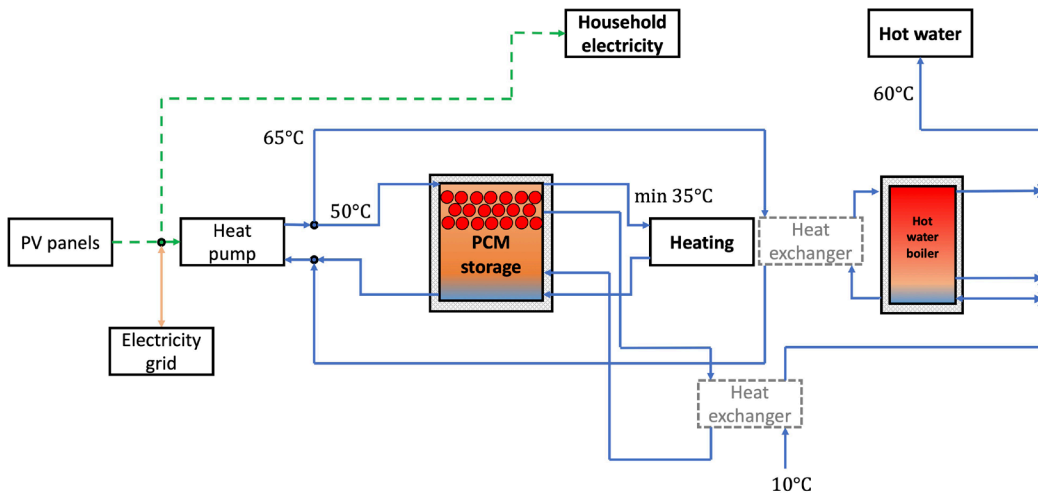 Household
electricity
Hot water
60°C
65°C
50°C
min 35°C
PV panels
Heat
pump
PCM
storage
Heating
Heat
exchanger
Hot
water
boiler
Electricity
grid
Heat
exchanger
10°C